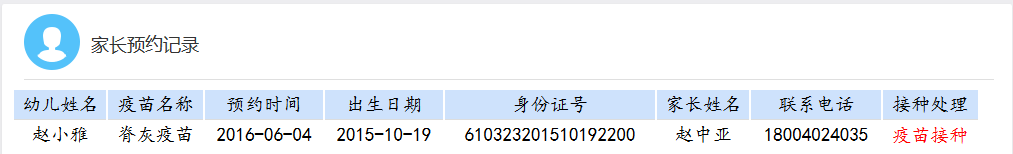 家长预约记录
幼儿姓名 疫苗名称 预约时间 出生日期 身份证号 家长姓名 联系电话 接种处理
赵小雅 脊灰疫苗 2016-06-04 2015-10-19 610323201510192200 赵中亚 18004024035 疫苗接种